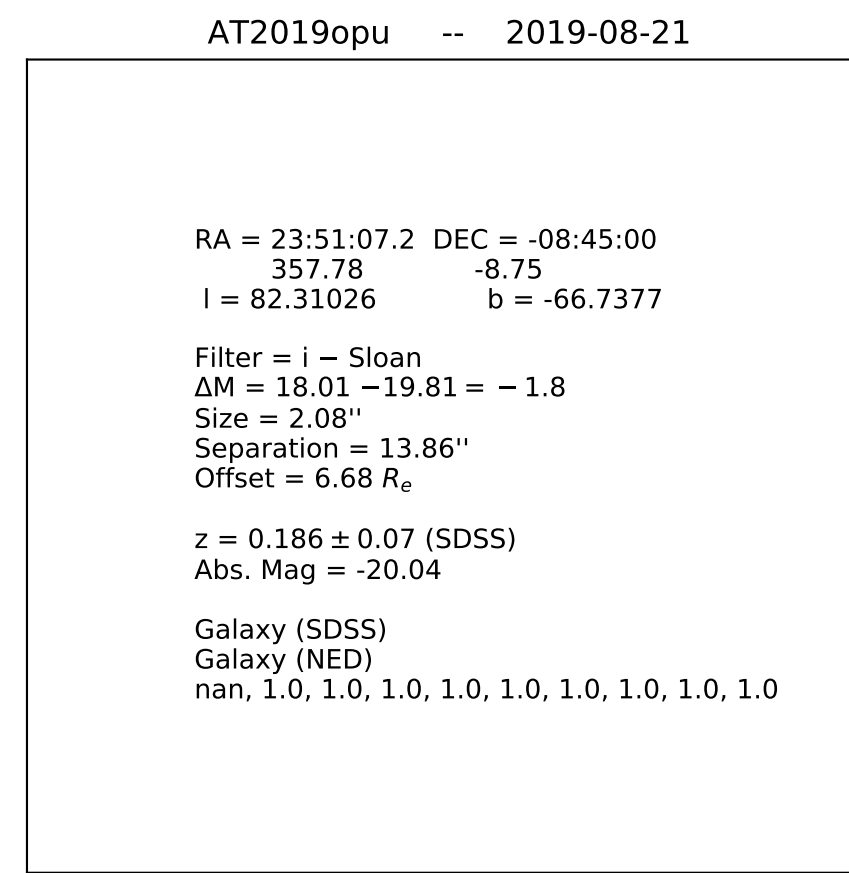 AT2019opu -- 2019-08-21
RA = 23:51:07.2 DEC = -08:45:00
357.78 -8.75
l = 82.31026 b = -66.7377
Filter = i − Sloan
ΔM = 18.01 −19.81 = − 1.8
Size = 2.08''
Separation = 13.86''
Offset = 6.68 Rₑ
z = 0.186 ± 0.07 (SDSS)
Abs. Mag = -20.04
Galaxy (SDSS)
Galaxy (NED)
nan, 1.0, 1.0, 1.0, 1.0, 1.0, 1.0, 1.0, 1.0, 1.0